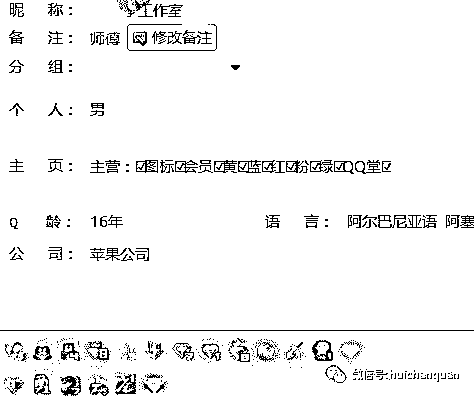 昵 称： 工作室
备 注： 师傅 修改备注
分 组：
个 人： 男
主 页： 主营：☑图标☑会员☑黄☑蓝☑红☑粉☑绿☑QQ堂☑
Q 龄： 16年 语 言： 阿尔巴尼亚语 阿塞
公 司： 苹果公司
微信号: huichanquan